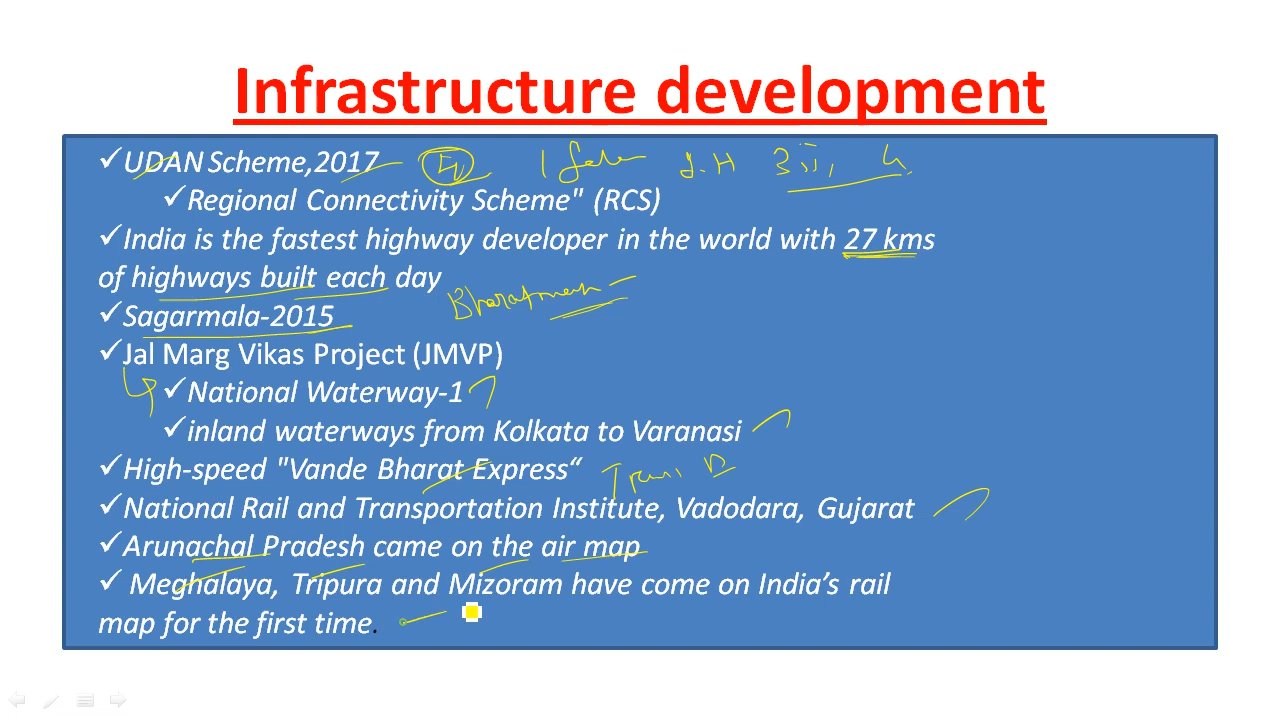 Infrastructure development
✓UDAN Scheme,2017
✓Regional Connectivity Scheme" (RCS)
✓India is the fastest highway developer in the world with 27 kms
of highways built each day
Bharatmala
✓Sagarmala-2015
✓Jal Marg Vikas Project (JMVP)
✓National Waterway-1
✓inland waterways from Kolkata to Varanasi
✓High-speed "Vande Bharat Express“
✓National Rail and Transportation Institute, Vadodara, Gujarat
✓Arunachal Pradesh came on the air map
✓ Meghalaya, Tripura and Mizoram have come on India’s rail
map for the first time.